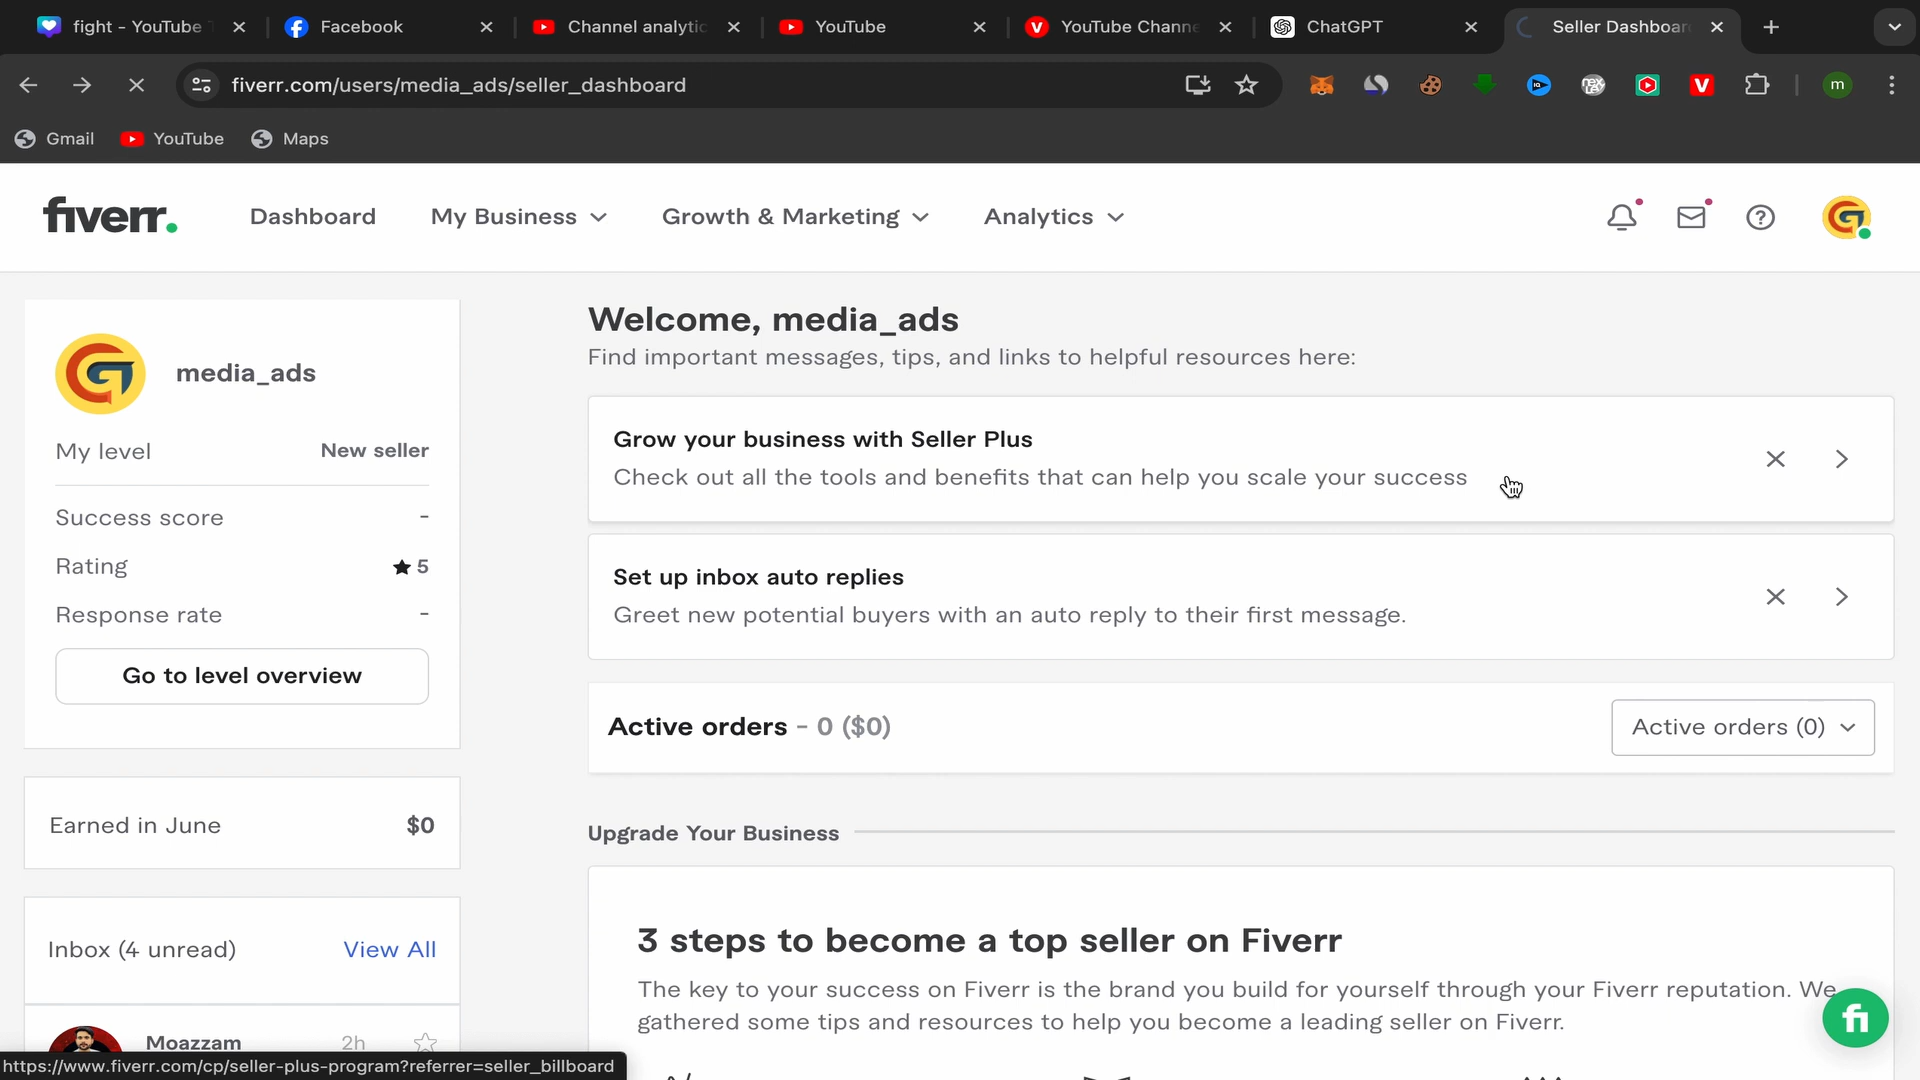 fight - YouTube
Facebook
Channel analytic
YouTube
YouTube Channe
ChatGPT
Seller Dashboar
fiverr.com/users/media_ads/seller_dashboard
m
Gmail
YouTube
Maps
fiverr.
Dashboard
My Business
Growth & Marketing
Analytics
media_ads
My level
New seller
Success score
-
Rating
★ 5
Response rate
-
Go to level overview
Earned in June
$0
Inbox (4 unread)
View All
Moazzam
2h
Welcome, media_ads
Find important messages, tips, and links to helpful resources here:
Grow your business with Seller Plus
Check out all the tools and benefits that can help you scale your success
Set up inbox auto replies
Greet new potential buyers with an auto reply to their first message.
Active orders - 0 ($0)
Active orders (0)
Upgrade Your Business
3 steps to become a top seller on Fiverr
The key to your success on Fiverr is the brand you build for yourself through your Fiverr reputation. We
gathered some tips and resources to help you become a leading seller on Fiverr.
fi
https://www.fiverr.com/cp/seller-plus-program?referrer=seller_billboard